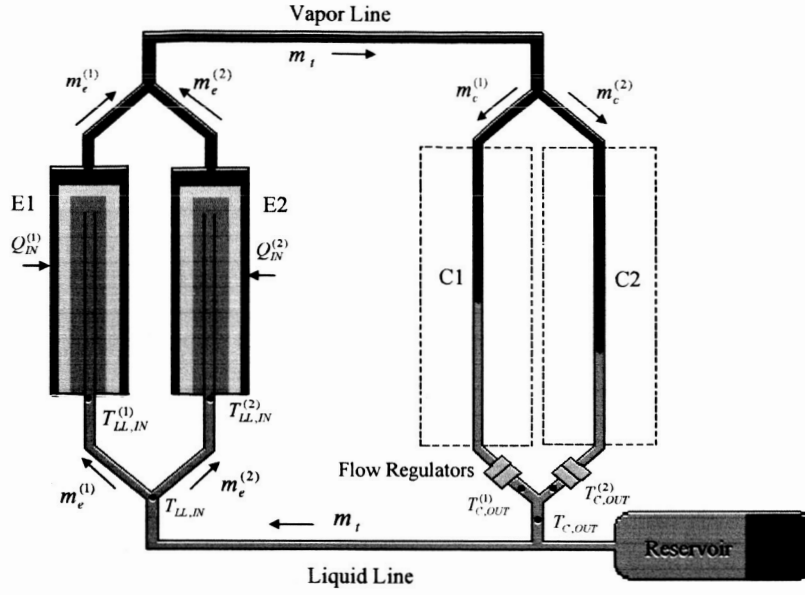 Vapor Line
m_t
m_e^(1)
m_e^(2)
m_c^(1)
m_c^(2)
E1
E2
Q_IN^(1)
Q_IN^(2)
C1
C2
T_LL,IN^(1)
T_LL,IN^(2)
Flow Regulators
m_e^(1)
m_e^(2)
T_LL,IN
T_C,OUT^(1)
T_C,OUT^(2)
T_C,OUT
m_t
Reservoir
Liquid Line